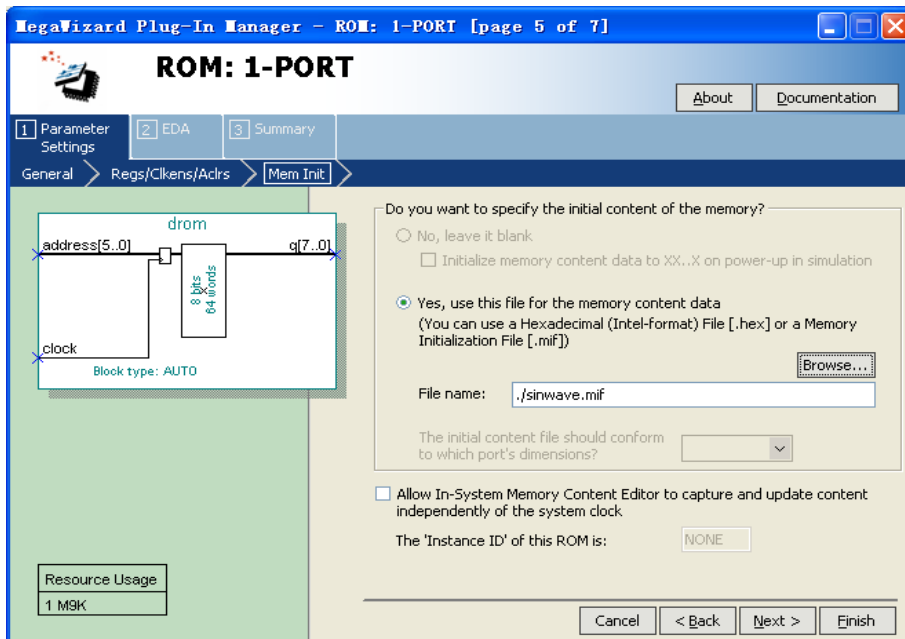 MegaWizard Plug-In Manager - ROM: 1-PORT [page 5 of 7]
ROM: 1-PORT
About
Documentation
1 Parameter Settings
2 EDA
3 Summary
General
Regs/Clkens/Aclrs
Mem Init
drom
address[5..0]
q[7..0]
8 bits
64 words
clock
Block type: AUTO
Resource Usage
1 M9K
Do you want to specify the initial content of the memory?
No, leave it blank
Initialize memory content data to XX..X on power-up in simulation
Yes, use this file for the memory content data
(You can use a Hexadecimal (Intel-format) File [.hex] or a Memory
Initialization File [.mif])
Browse...
File name:
./sinwave.mif
The initial content file should conform
to which port's dimensions?
Allow In-System Memory Content Editor to capture and update content
independently of the system clock
The 'Instance ID' of this ROM is:
NONE
Cancel
< Back
Next >
Finish